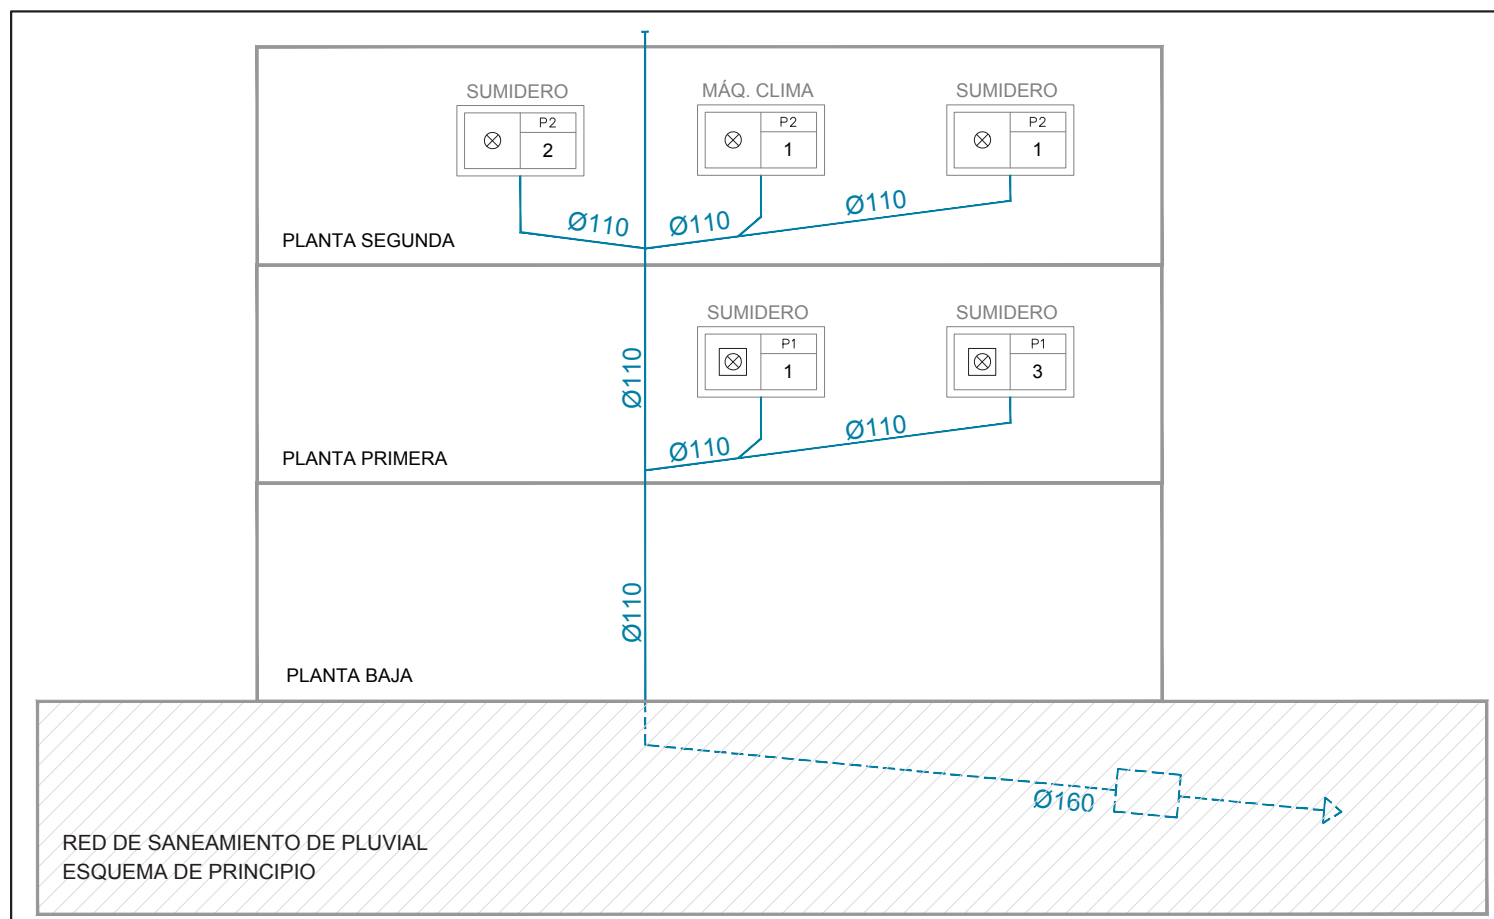 SUMIDERO
MÁQ. CLIMA
SUMIDERO
P2
2
P2
1
P2
1
Ø110
Ø110
Ø110
PLANTA SEGUNDA
SUMIDERO
SUMIDERO
P1
1
P1
3
Ø110
Ø110
Ø110
PLANTA PRIMERA
Ø110
PLANTA BAJA
Ø160
RED DE SANEAMIENTO DE PLUVIAL
ESQUEMA DE PRINCIPIO